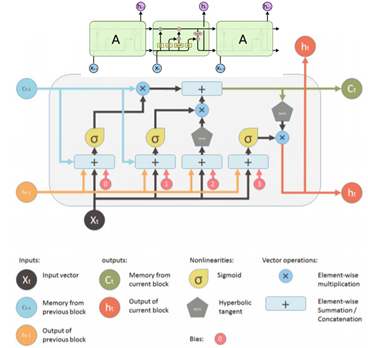 A
A
C t-1
σ
σ
σ
+
+
+
+
+
×
×
×
0
1
2
3
Ct
ht
ht
Xt
Inputs:
outputs:
Nonlinearities:
Vector operations:
Xt
Input vector
Ct
Memory from
current block
σ
Sigmoid
×
Element-wise
multiplication
Memory from
previous block
ht
Output of
current block
Hyperbolic
tangent
+
Element-wise
Summation /
Concatenation
Output of
previous block
Bias:
0